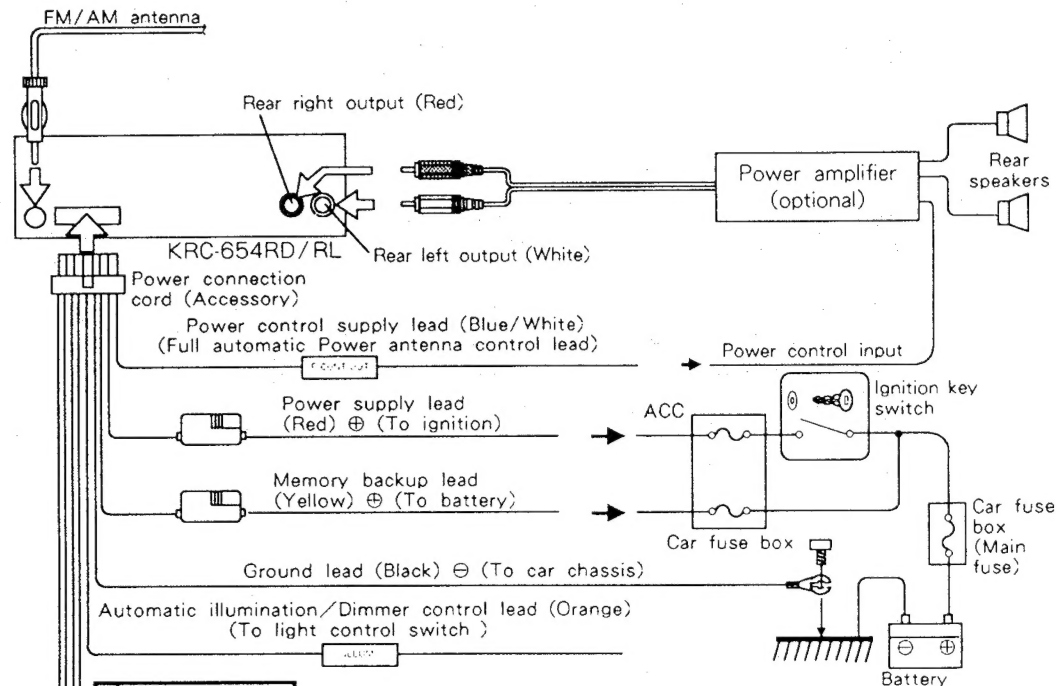 FM/AM antenna
Rear right output (Red)
Power amplifier
(optional)
Rear
speakers
KRC-654RD/RL
Rear left output (White)
Power connection
cord (Accessory)
Power control supply lead (Blue/White)
(Full automatic Power antenna control lead)
Power control input
Ignition key
switch
Power supply lead
(Red) ⊕ (To ignition)
ACC
Memory backup lead
(Yellow) ⊕ (To battery)
Car fuse box
Car fuse
box
(Main
fuse)
Ground lead (Black) ⊖ (To car chassis)
Automatic illumination/Dimmer control lead (Orange)
(To light control switch )
⊖ ⊕
Battery